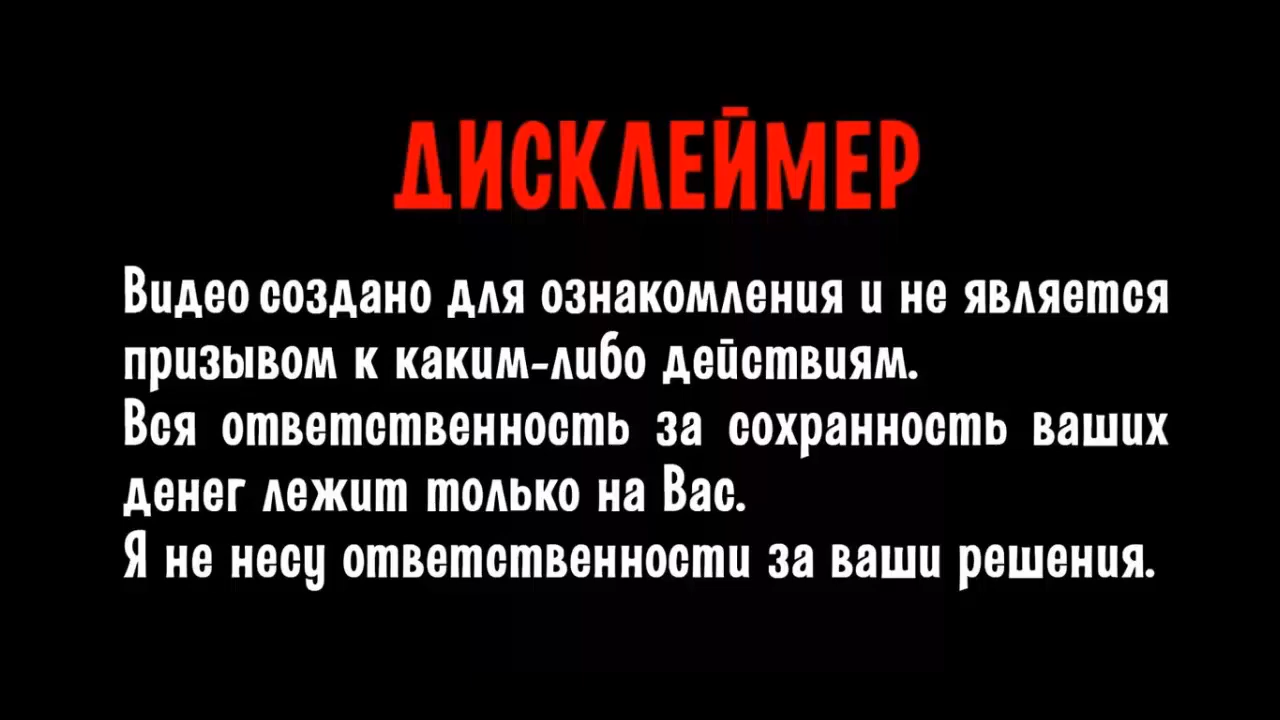 ДИСКЛЕЙМЕР
Видео создано для ознакомления и не является
призывом к каким-либо действиям.
Вся ответственность за сохранность ваших
денег лежит только на Вас.
Я не несу ответственности за ваши решения.